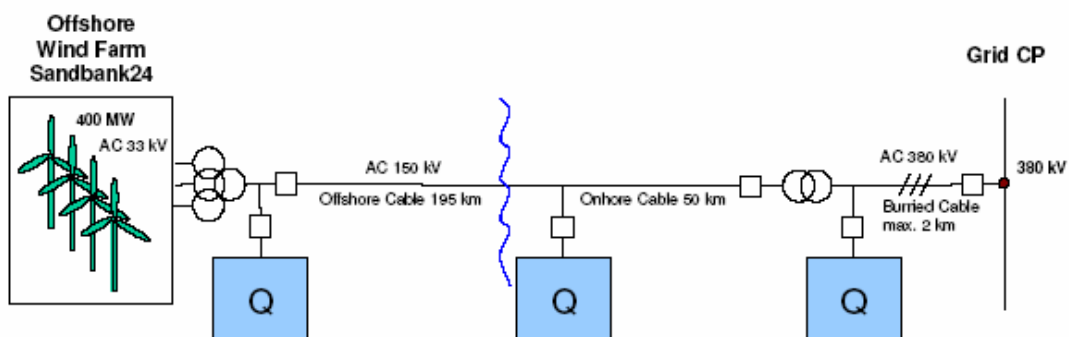 Offshore
Wind Farm
Sandbank24
Grid CP
400 MW
AC 33 kV
AC 150 kV
AC 380 kV
380 kV
Offshore Cable 195 km
Onhore Cable 50 km
Burried Cable
max. 2 km
Q
Q
Q